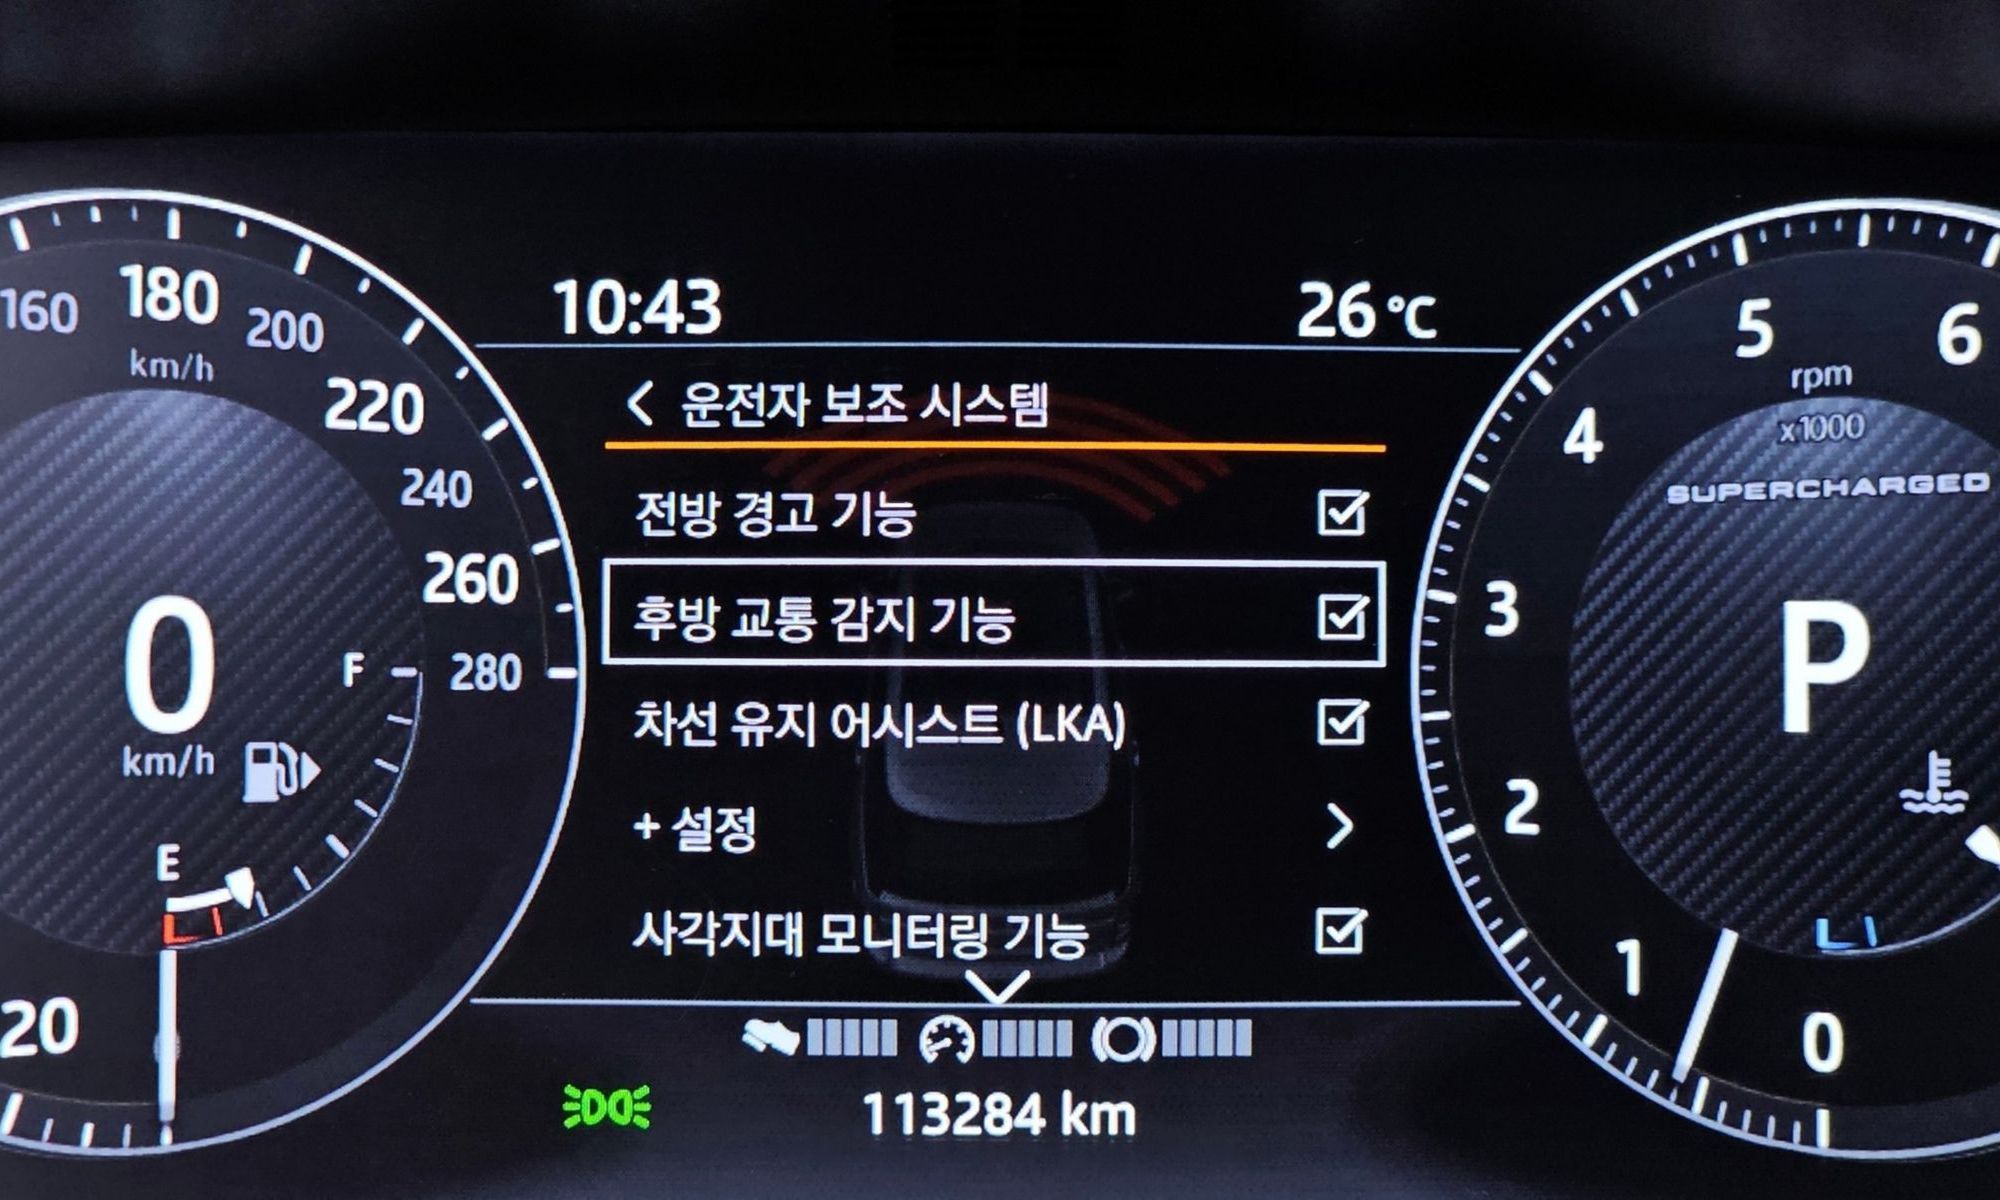 10:43
26 °C
160
180
200
km/h
220
240
260
280
0
km/h
F
E
20
운전자 보조 시스템
전방 경고 기능
후방 교통 감지 기능
차선 유지 어시스트 (LKA)
+ 설정
사각지대 모니터링 기능
113284 km
5
6
rpm
x1000
4
SUPERCHARGED
3
P
2
1
0